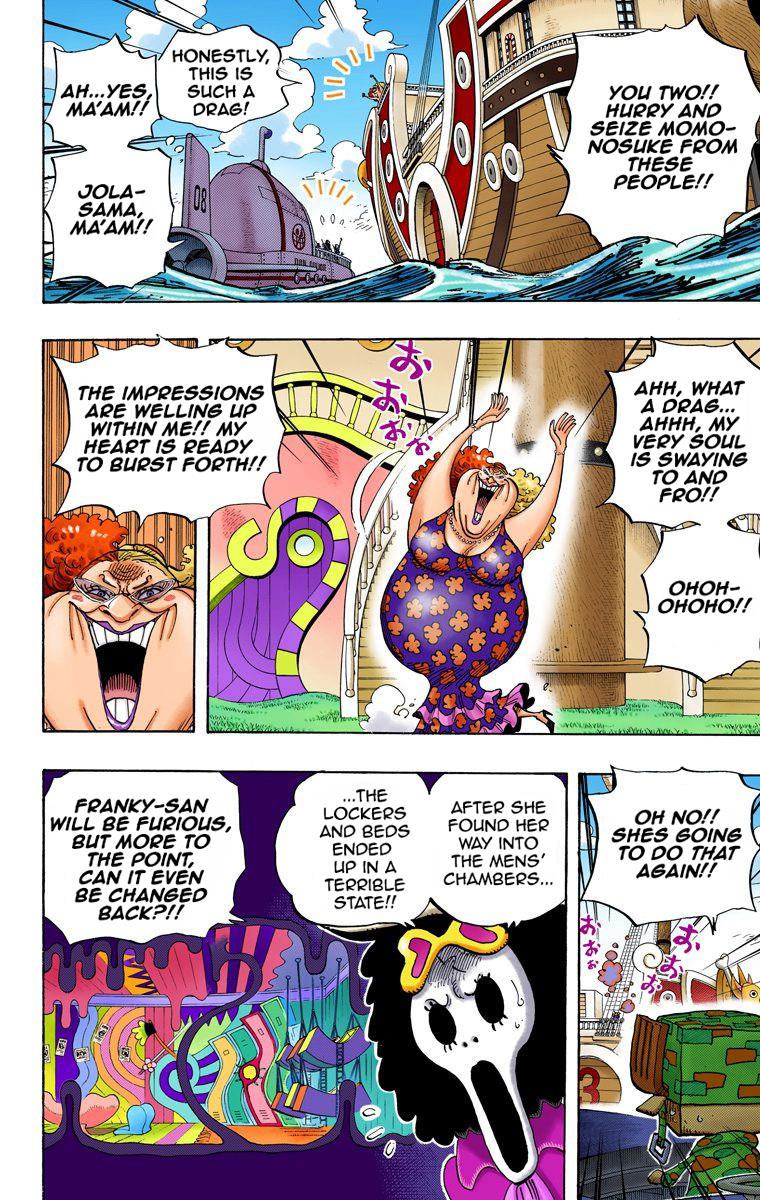 YOU TWO!!
HURRY AND
SEIZE MOMO-
NOSUKE FROM
THESE
PEOPLE!!
HONESTLY,
THIS IS
SUCH A
DRAG!
AH...YES,
MA'AM!!
JOLA-
SAMA,
MA'AM!!
08
AHH, WHAT
A DRAG...
AHHH, MY
VERY SOUL
IS SWAYING
TO AND
FRO!!
OHOH-
OHOHO!!
おおぉぉ
THE IMPRESSIONS
ARE WELLING UP
WITHIN ME!! MY
HEART IS READY
TO BURST FORTH!!
OH NO!!
SHES GOING
TO DO THAT
AGAIN!!
おおぉ
おぉぉ
3
AFTER SHE
FOUND HER
WAY INTO
THE MENS'
CHAMBERS...
...THE
LOCKERS
AND BEDS
ENDED
UP IN A
TERRIBLE
STATE!!
FRANKY-SAN
WILL BE FURIOUS,
BUT MORE TO
THE POINT,
CAN IT EVEN
BE CHANGED
BACK?!!